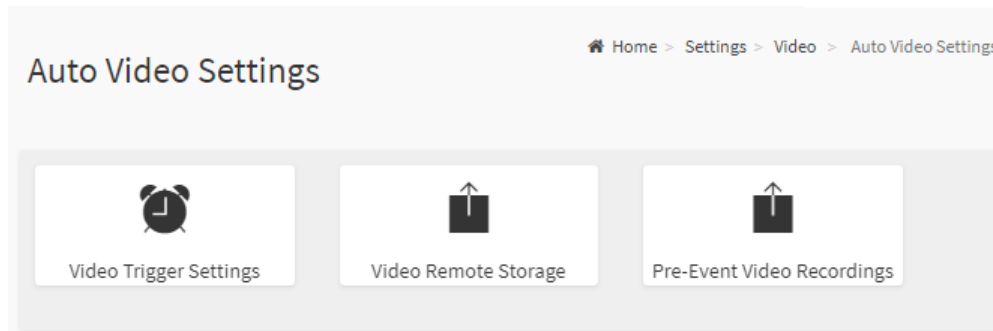 Home > Settings > Video > Auto Video Settings
Auto Video Settings
Video Trigger Settings
Video Remote Storage
Pre-Event Video Recordings